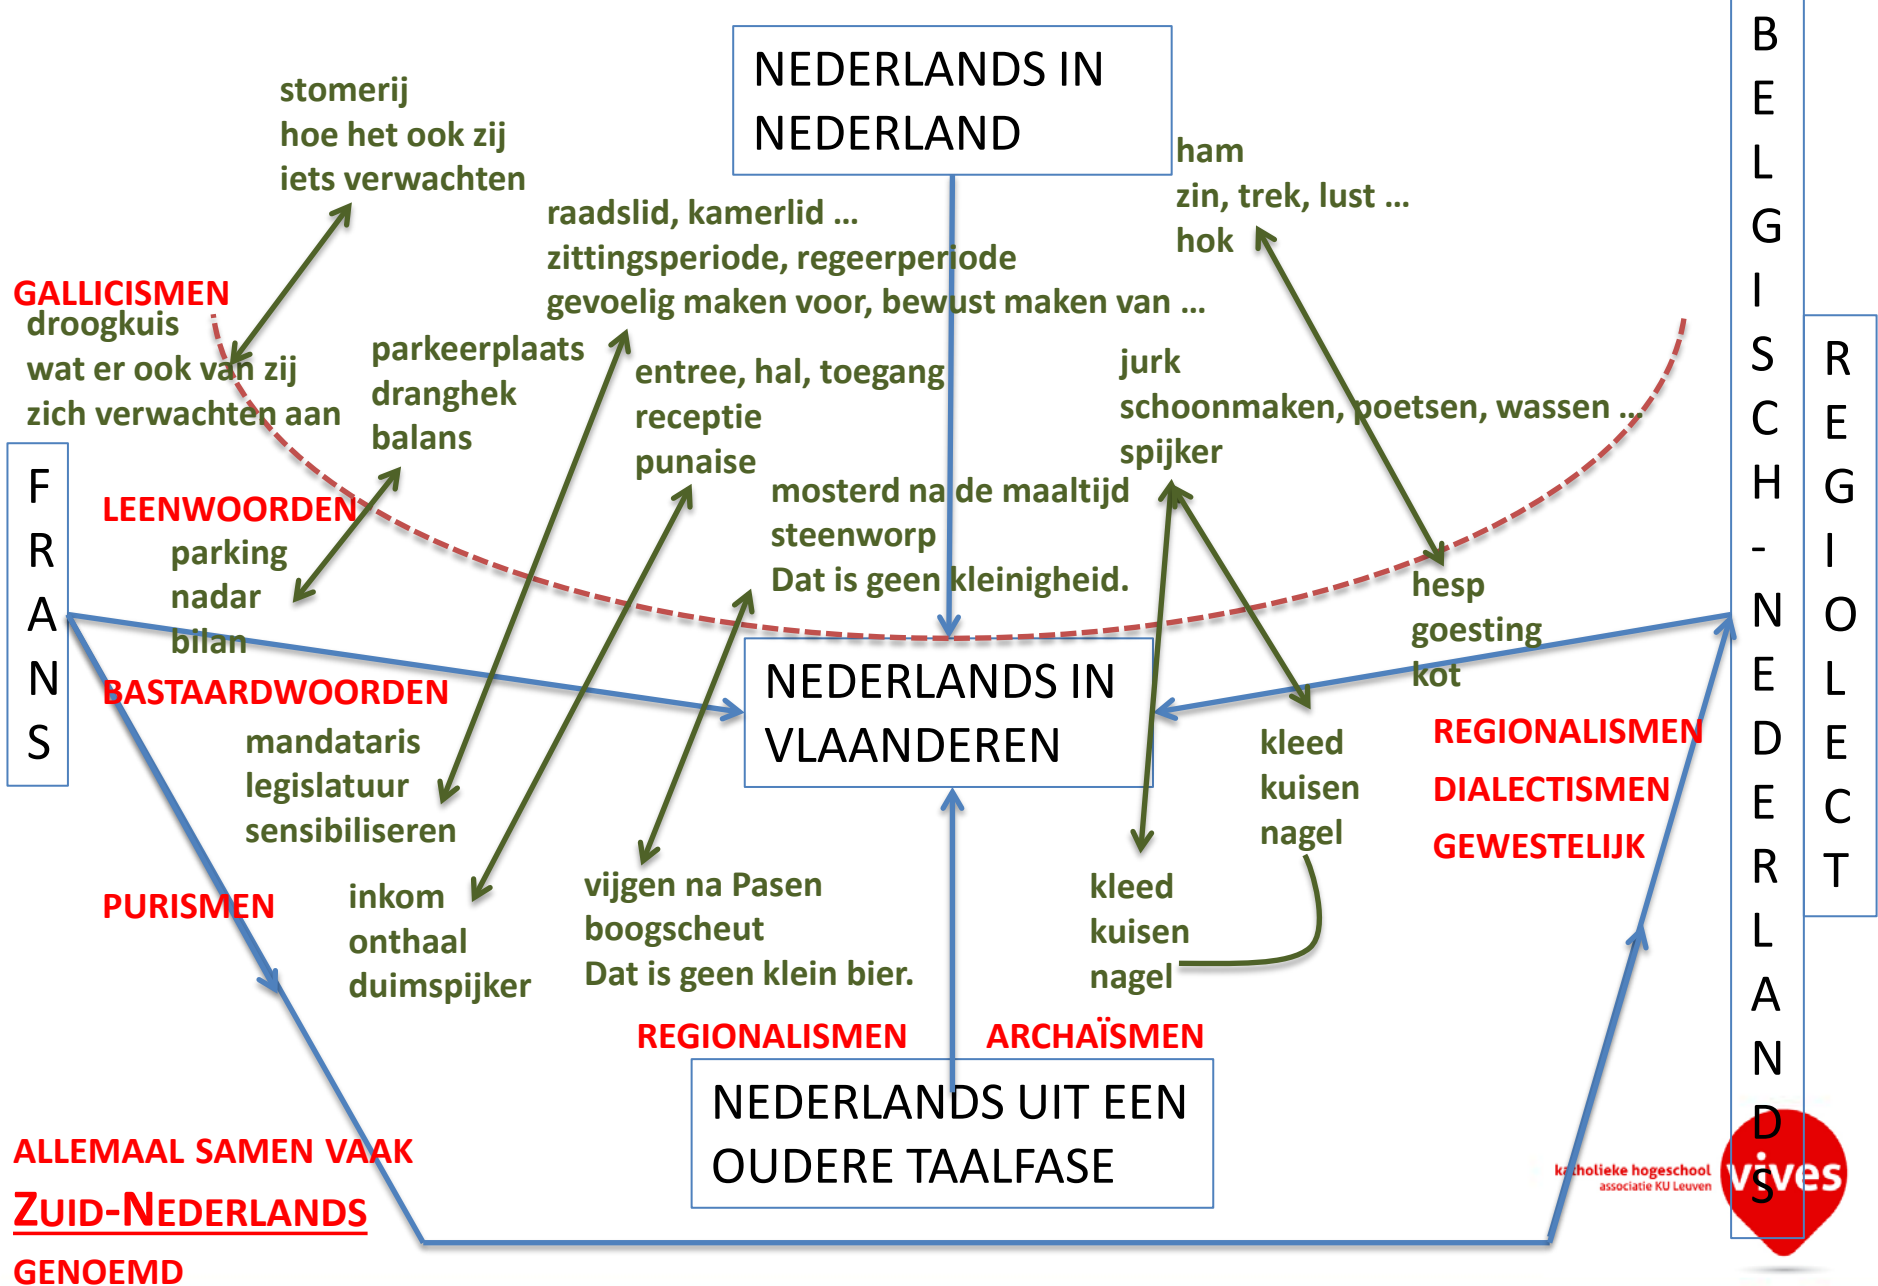 NEDERLANDS IN
NEDERLAND
stomerij
hoe het ook zij
iets verwachten
raadslid, kamerlid ...
zittingsperiode, regeerperiode
gevoelig maken voor, bewust maken van ...
ham
zin, trek, lust ...
hok
GALLICISMEN
droogkuis
wat er ook van zij
zich verwachten aan
parkeerplaats
dranghek
balans
entree, hal, toegang
receptie
punaise
jurk
schoonmaken, poetsen, wassen ...
spijker
mosterd na de maaltijd
steenworp
Dat is geen kleinigheid.
FRANS
LEENWOORDEN
parking
nadar
bilan
hesp
goesting
kot
BASTAARDWOORDEN
mandataris
legislatuur
sensibiliseren
NEDERLANDS IN
VLAANDEREN
kleed
kuisen
nagel
REGIONALISMEN
DIALECTISMEN
GEWESTELIJK
BELGISCH-NEDERLANDS
REGIOLECT
PURISMEN
inkom
onthaal
duimspijker
vijgen na Pasen
boogscheut
Dat is geen klein bier.
kleed
kuisen
nagel
REGIONALISMEN
ARCHAÏSMEN
NEDERLANDS UIT EEN
OUDERE TAALFASE
ALLEMAAL SAMEN VAAK
ZUID-NEDERLANDS
GENOEMD
katholieke hogeschool
associatie KU Leuven
vives